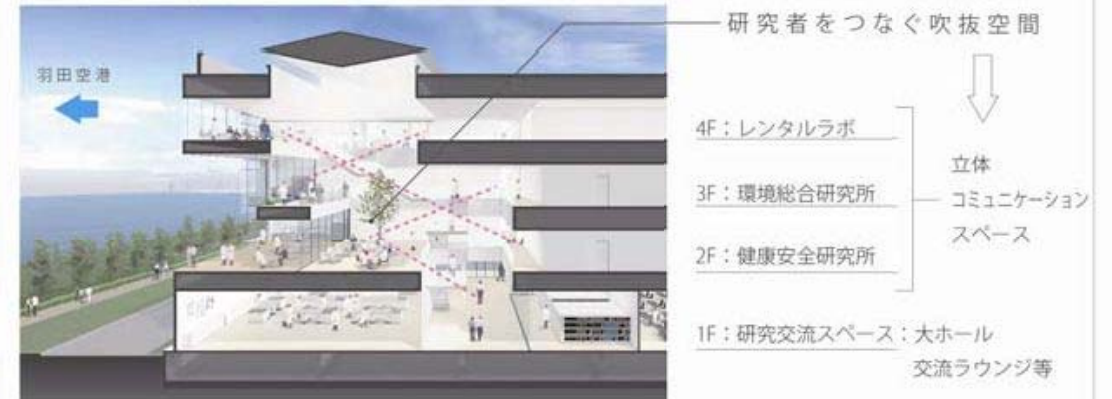 研究者をつなぐ吹抜空間
羽田空港
4F：レンタルラボ
3F：環境総合研究所
2F：健康安全研究所
立体
コミュニケーション
スペース
1F：研究交流スペース：大ホール
交流ラウンジ等